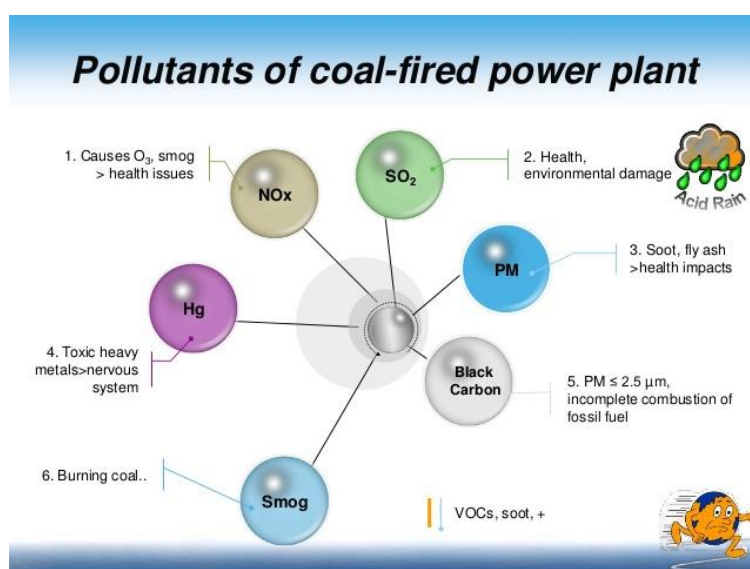 Pollutants of coal-fired power plant
1. Causes O₃, smog
> health issues
NOx
SO₂
2. Health,
environmental damage
Acid Rain
PM
3. Soot, fly ash
>health impacts
Hg
4. Toxic heavy
metals>nervous
system
Black
Carbon
5. PM ≤ 2.5 µm,
incomplete combustion of
fossil fuel
6. Burning coal..
Smog
VOCs, soot, +